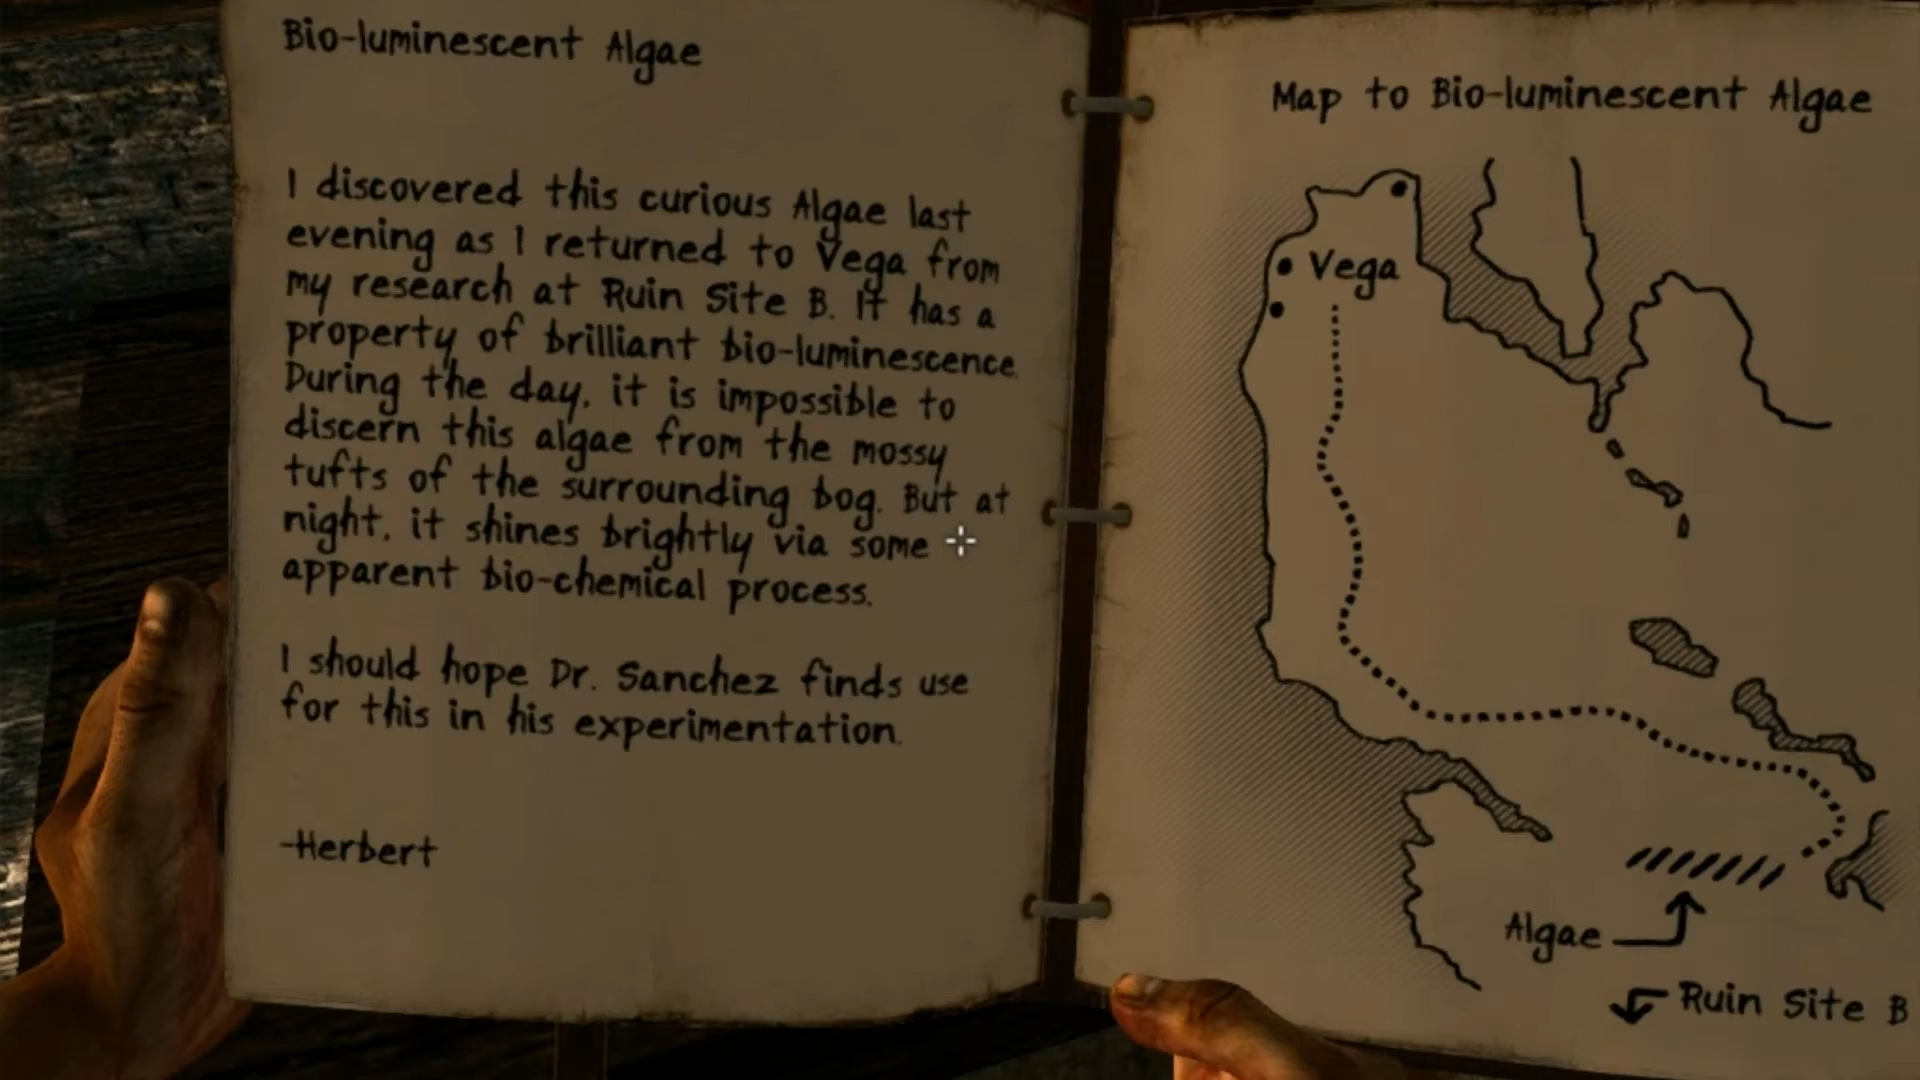 Bio-luminescent Algae
I discovered this curious Algae last
evening as I returned to Vega from
my research at Ruin Site B. It has a
property of brilliant bio-luminescence.
During the day, it is impossible to
discern this algae from the mossy
tufts of the surrounding bog. But at
night, it shines brightly via some
apparent bio-chemical process.
I should hope Dr. Sanchez finds use
for this in his experimentation.
-Herbert
Map to Bio-luminescent Algae
Vega
Algae
Ruin Site B